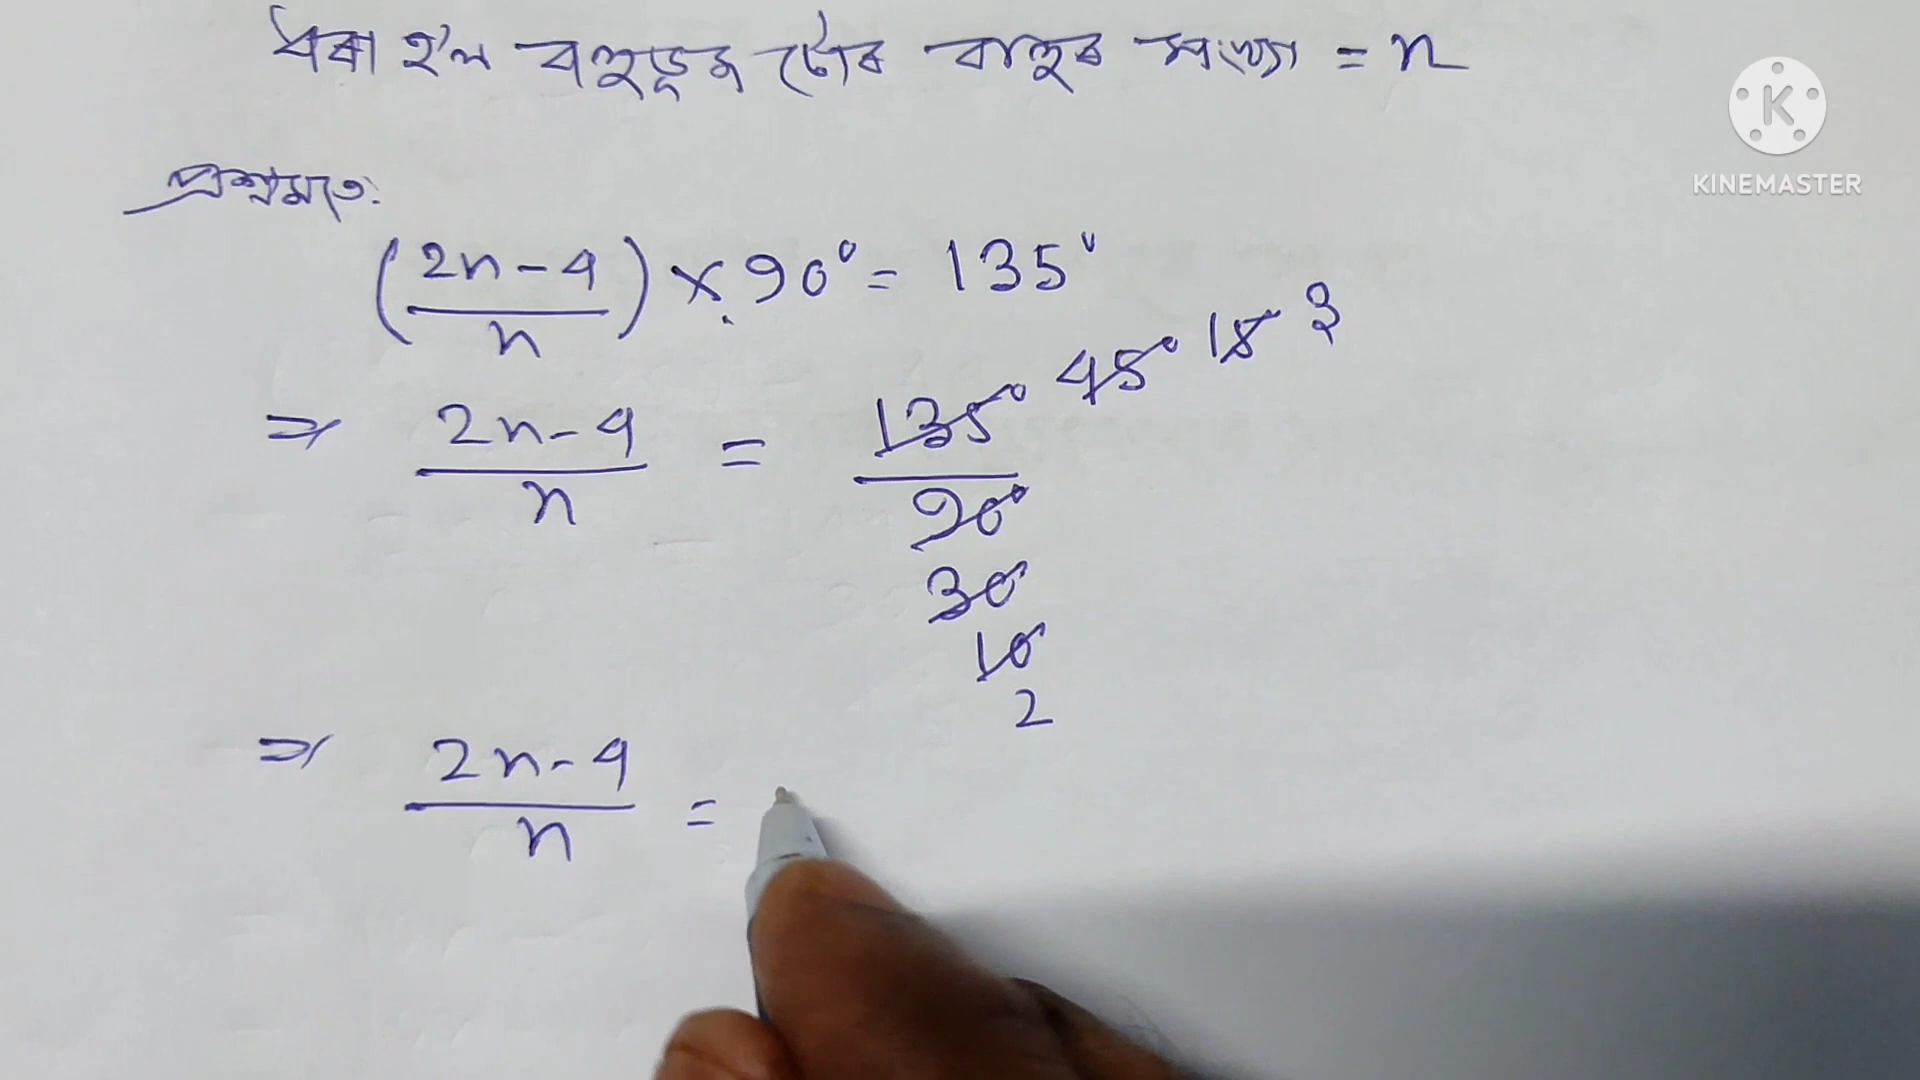 ধৰা হ'ল বহুভূজ টোৰ বাহুৰ সংখ্যা = n
K
KINEMASTER
প্ৰশ্নমতে:
(2n-4/n) × 90° = 135°
⇒ 2n-4/n = 135°/90° 45° 15 3
30
10
2
⇒ 2n-4/n =